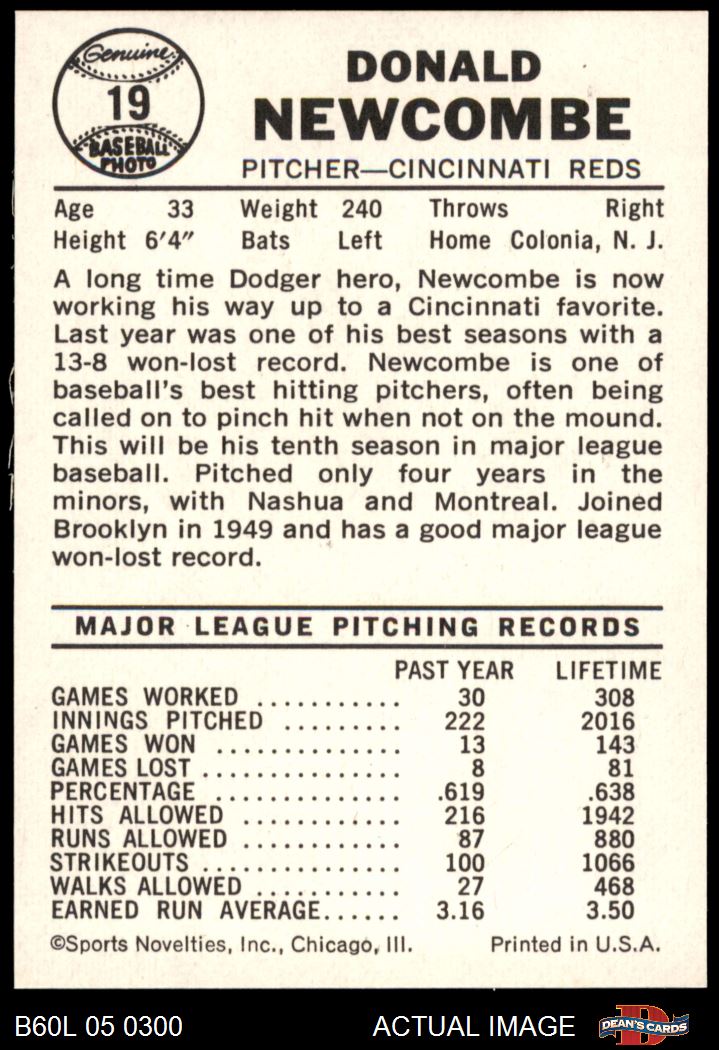 Genuine
19
BASEBALL
PHOTO
DONALD
NEWCOMBE
PITCHER—CINCINNATI REDS
Age 33 Weight 240 Throws Right
Height 6′4″ Bats Left Home Colonia, N. J.
A long time Dodger hero, Newcombe is now
working his way up to a Cincinnati favorite.
Last year was one of his best seasons with a
13-8 won-lost record. Newcombe is one of
baseball's best hitting pitchers, often being
called on to pinch hit when not on the mound.
This will be his tenth season in major league
baseball. Pitched only four years in the
minors, with Nashua and Montreal. Joined
Brooklyn in 1949 and has a good major league
won-lost record.
MAJOR LEAGUE PITCHING RECORDS
PAST YEAR LIFETIME
GAMES WORKED ........... 30 308
INNINGS PITCHED ......... 222 2016
GAMES WON .............. 13 143
GAMES LOST ............... 8 81
PERCENTAGE .............. .619 .638
HITS ALLOWED ............ 216 1942
RUNS ALLOWED ............ 87 880
STRIKEOUTS ............... 100 1066
WALKS ALLOWED ........... 27 468
EARNED RUN AVERAGE...... 3.16 3.50
©Sports Novelties, Inc., Chicago, Ill. Printed in U.S.A.
B60L 05 0300 ACTUAL IMAGE D DEAN'S CARDS